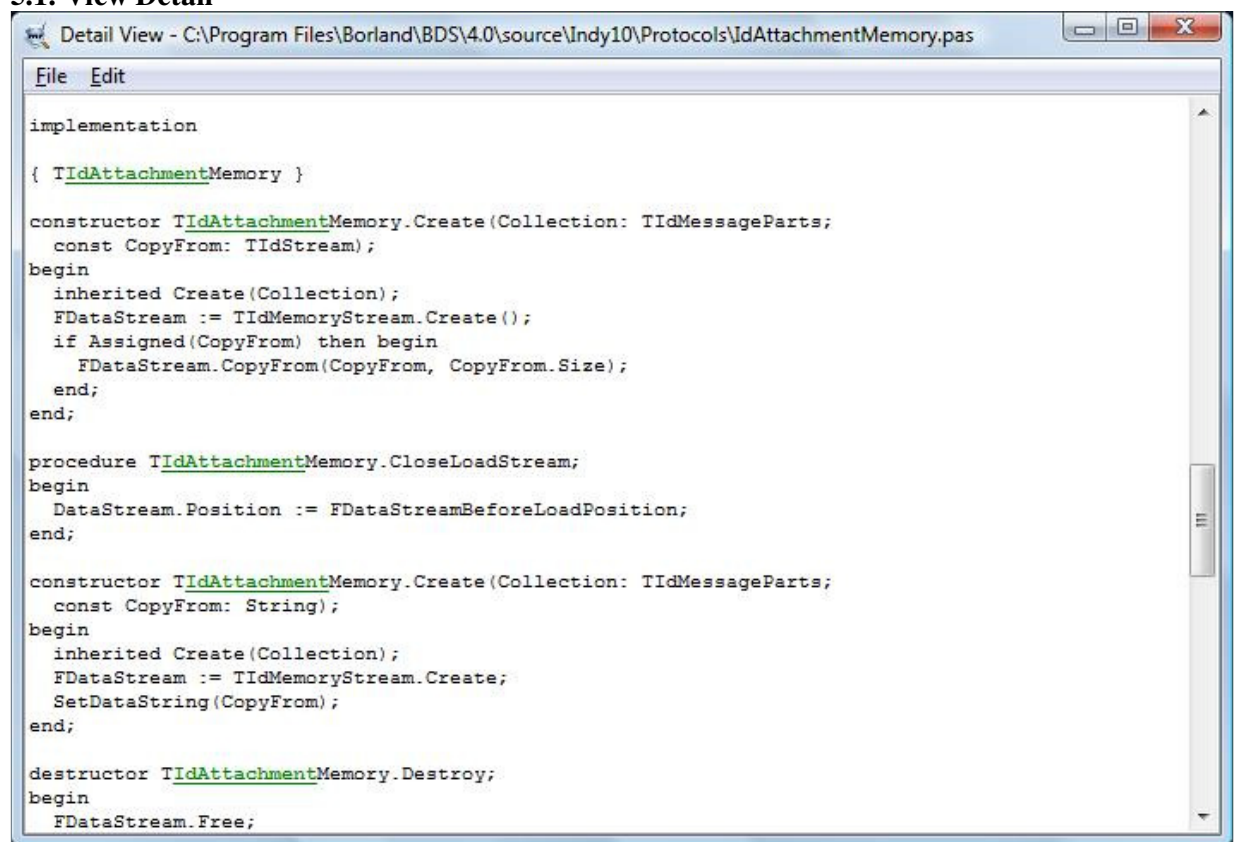 5.1. View Detail
Detail View - C:\Program Files\Borland\BDS\4.0\source\Indy10\Protocols\IdAttachmentMemory.pas
File Edit
implementation
{ TIdAttachmentMemory }
constructor TIdAttachmentMemory.Create(Collection: TIdMessageParts;
const CopyFrom: TIdStream);
begin
inherited Create(Collection);
FDataStream := TIdMemoryStream.Create();
if Assigned(CopyFrom) then begin
FDataStream.CopyFrom(CopyFrom, CopyFrom.Size);
end;
end;
procedure TIdAttachmentMemory.CloseLoadStream;
begin
DataStream.Position := FDataStreamBeforeLoadPosition;
end;
constructor TIdAttachmentMemory.Create(Collection: TIdMessageParts;
const CopyFrom: String);
begin
inherited Create(Collection);
FDataStream := TIdMemoryStream.Create;
SetDataString(CopyFrom);
end;
destructor TIdAttachmentMemory.Destroy;
begin
FDataStream.Free;